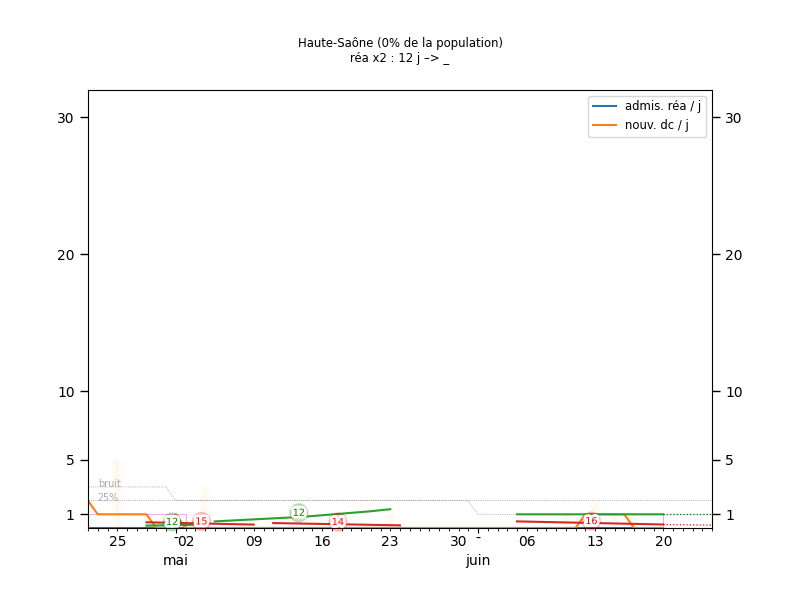 Haute-Saône (0% de la population)
réa x2 : 12 j –> _
admis. réa / j
nouv. dc / j
30 30
20 20
10 10
5 5
bruit
25%
1 12 15 12 14 16 1
25 02 09 16 23 30 06 13 20
mai juin